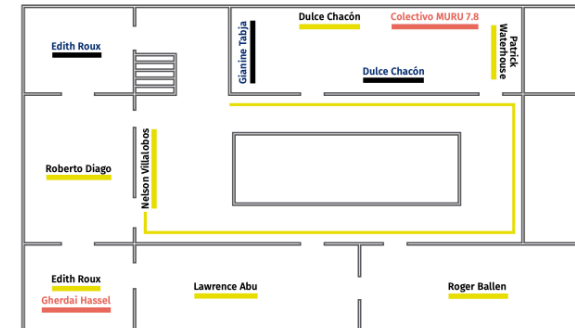 Dulce Chacón
Colectivo MURU 7.8
Patrick
Waterhouse
Edith Roux
Gianine Tabja
Dulce Chacón
Roberto Diago
Nelson Villalobos
Edith Roux
Gherdai Hassel
Lawrence Abu
Roger Ballen